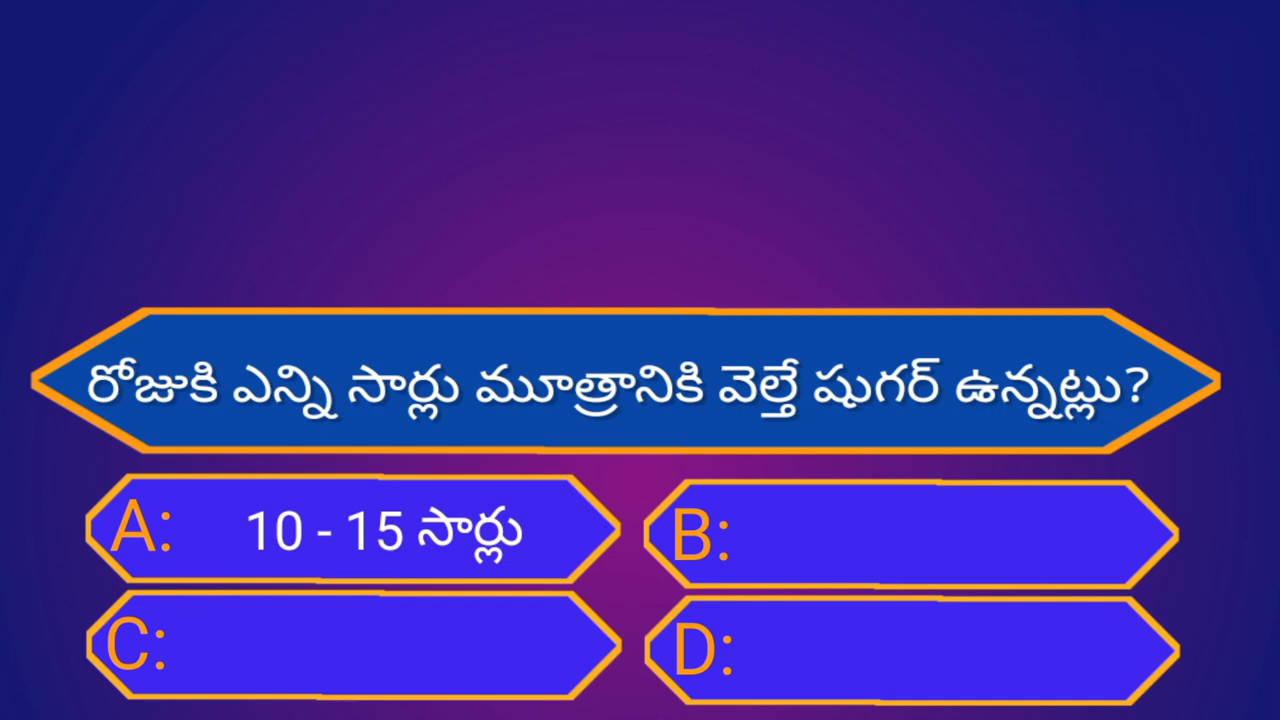 రోజుకి ఎన్ని సార్లు మూత్రానికి వెల్తే షుగర్ ఉన్నట్లు?
A: 10 - 15 సార్లు
B:
C:
D: